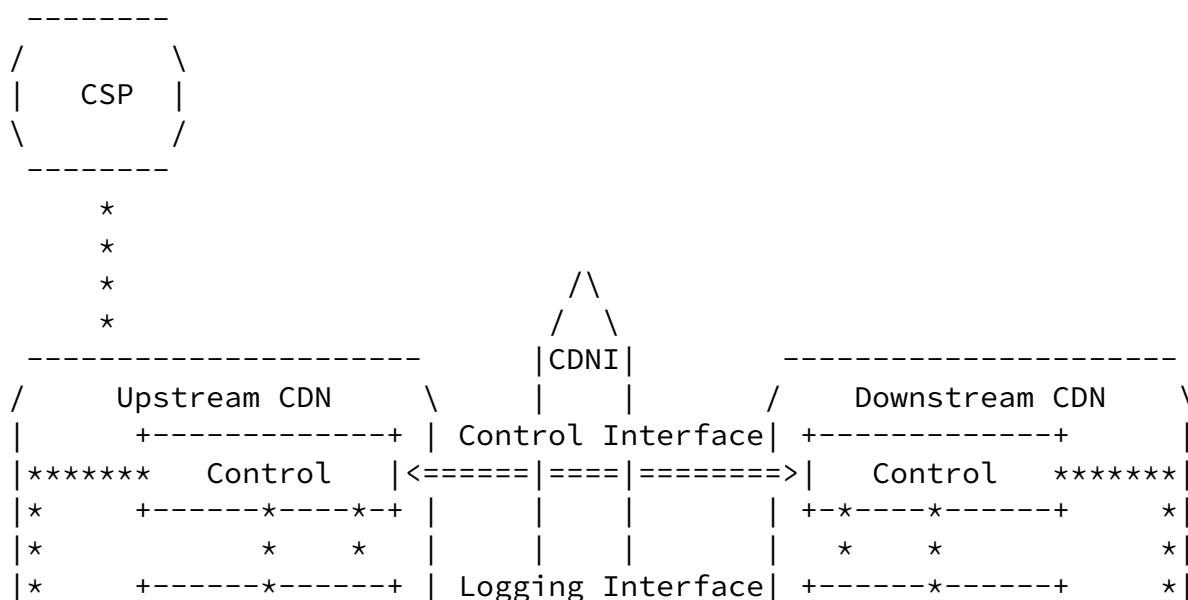 CSP
CDNI
Upstream CDN Downstream CDN
Control Interface
Control Control
Logging Interface